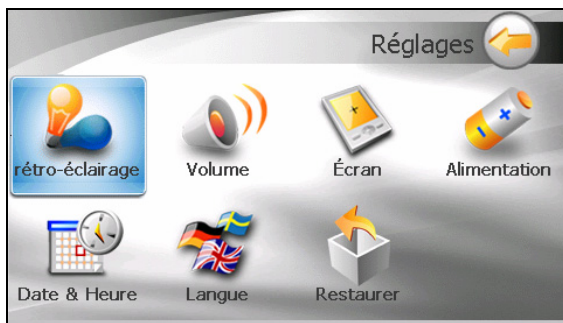 Réglages
rétro-éclairage Volume Écran Alimentation
Date & Heure Langue Restaurer